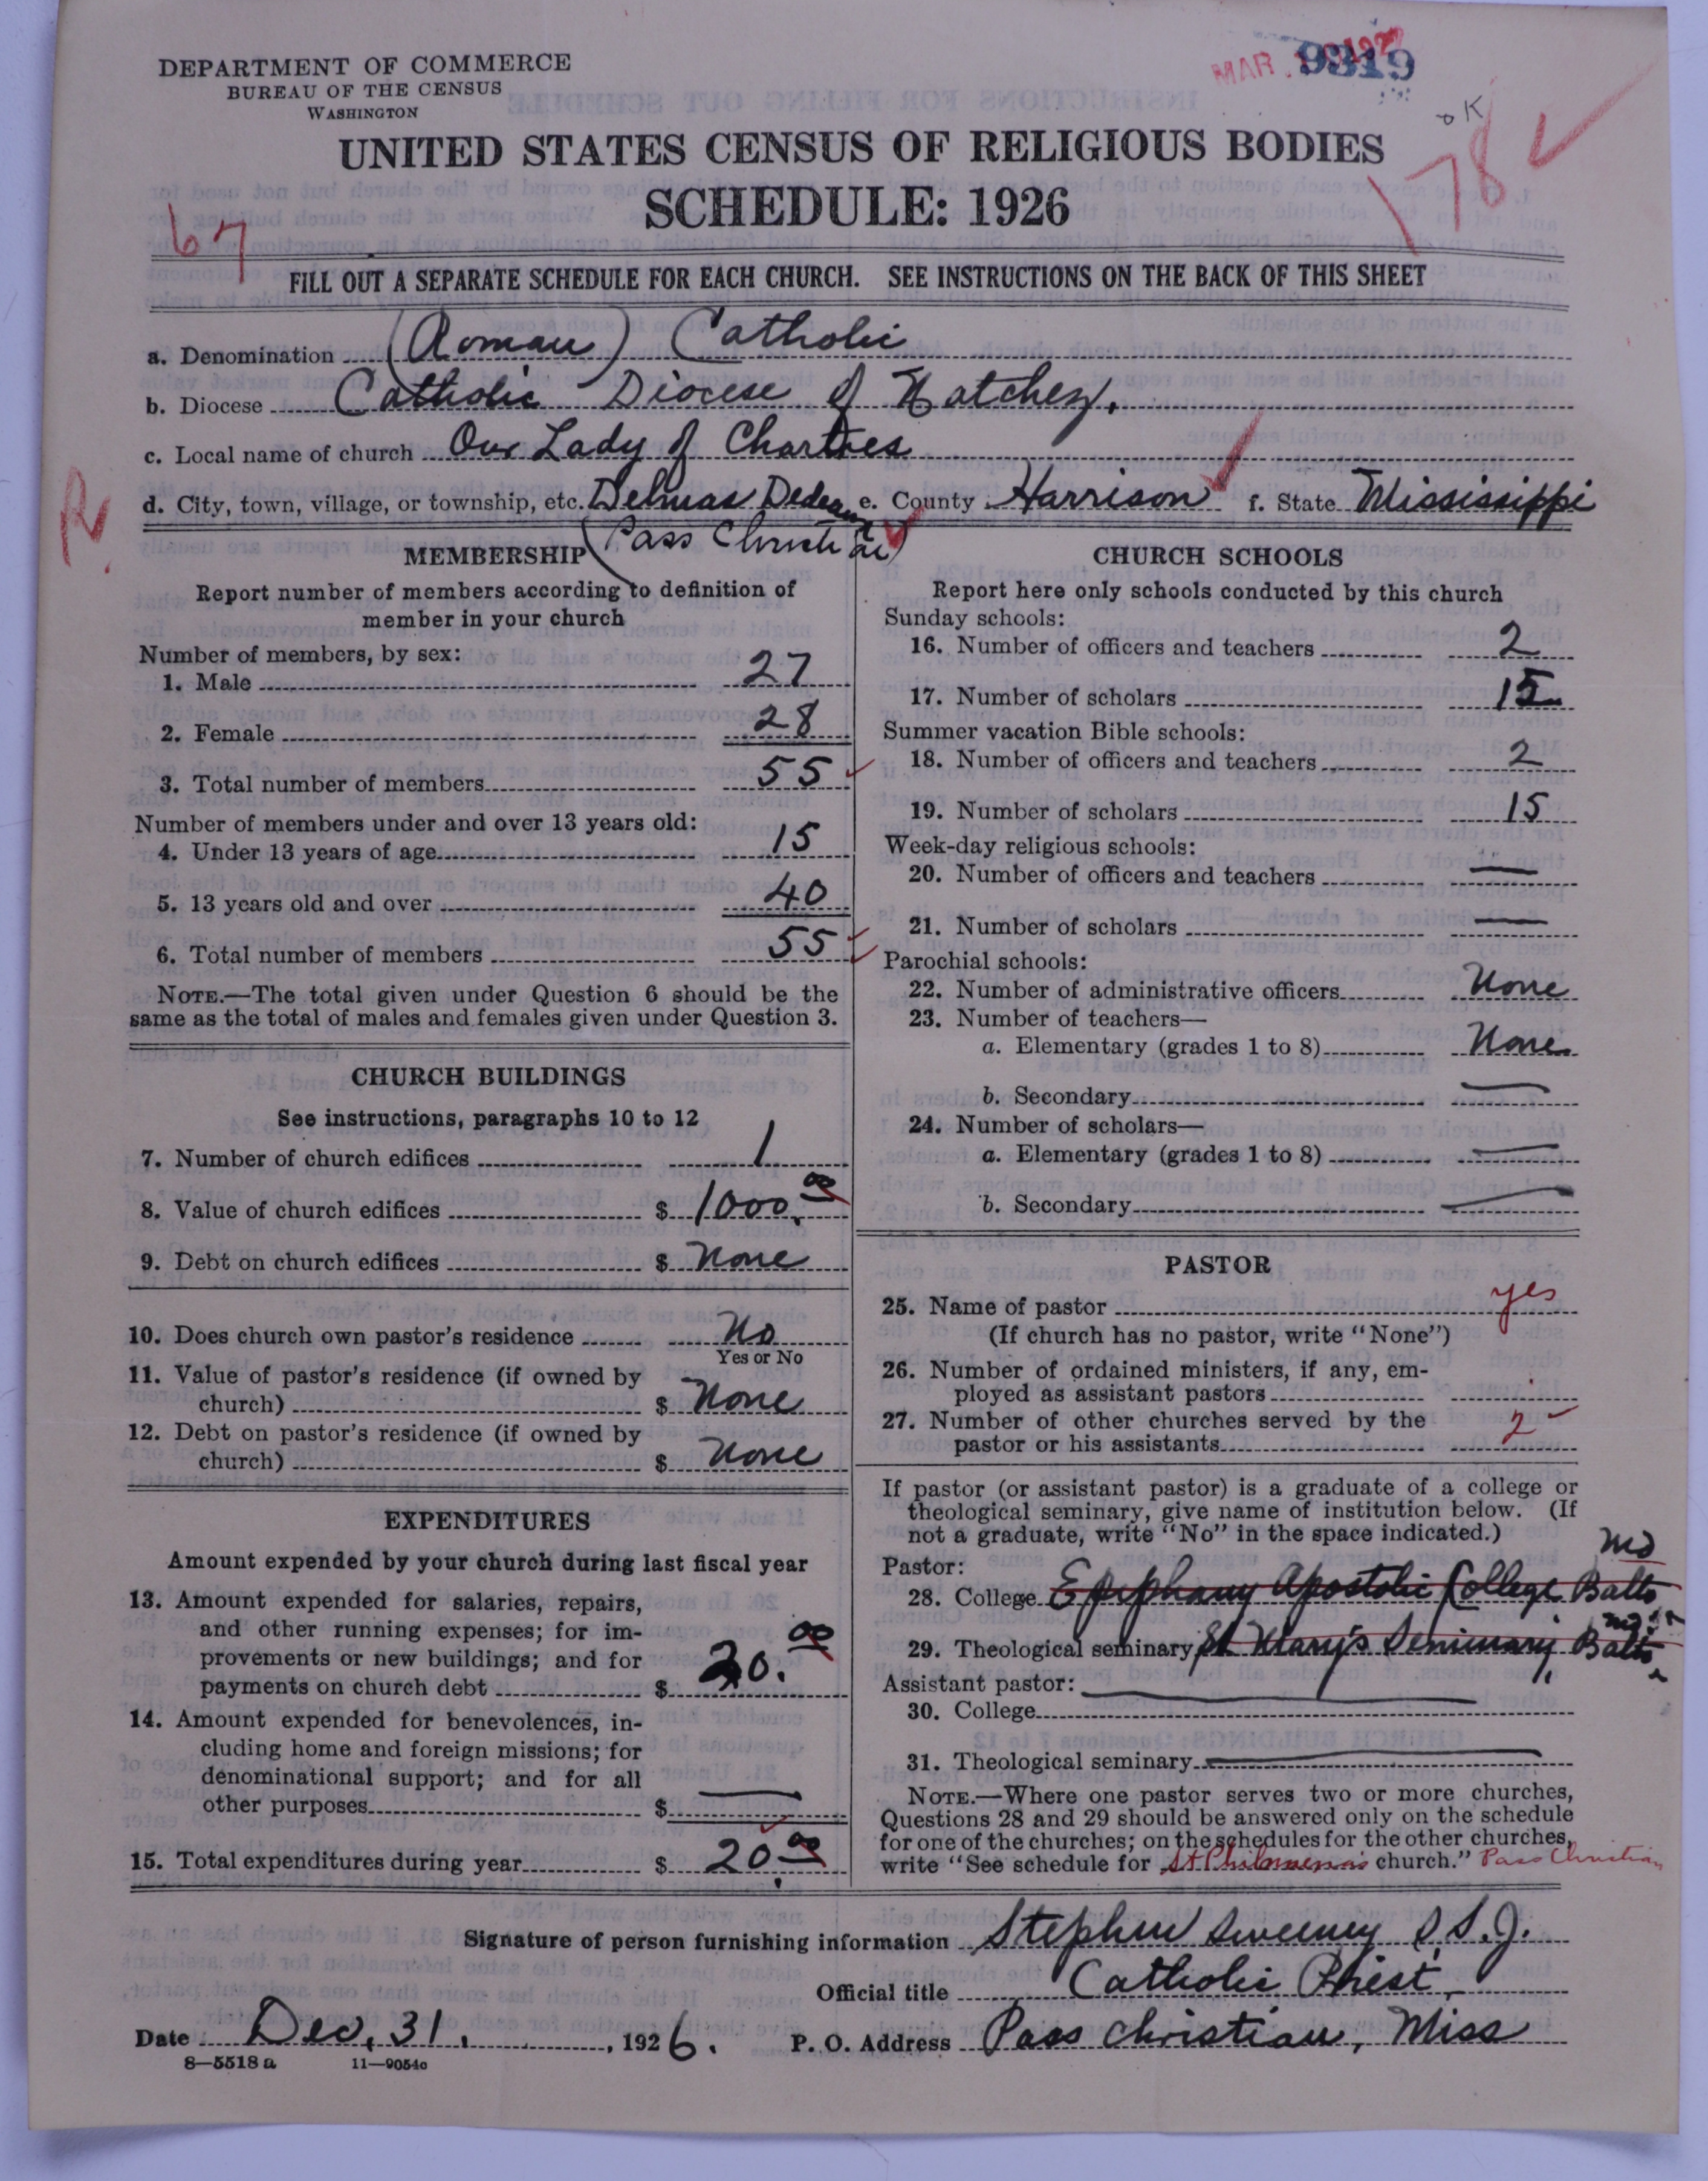 DEPARTMENT OF COMMERCE
BUREAU OF THE CENSUS
WASHINGTON
MAR 1927
9319
OK
178
67
UNITED STATES CENSUS OF RELIGIOUS BODIES
SCHEDULE: 1926
FILL OUT A SEPARATE SCHEDULE FOR EACH CHURCH. SEE INSTRUCTIONS ON THE BACK OF THIS SHEET
a. Denomination (Roman) Catholic
b. Diocese Catholic Diocese of Natchez.
c. Local name of church Our Lady of Chartres
R.
d. City, town, village, or township, etc. Delmas Dedeaux e. County Harrison f. State Mississippi
(Pass Christian)
MEMBERSHIP
Report number of members according to definition of
member in your church
Number of members, by sex:
1. Male 27
2. Female 28
3. Total number of members 55
Number of members under and over 13 years old:
4. Under 13 years of age 15
5. 13 years old and over 40
6. Total number of members 55
NOTE.—The total given under Question 6 should be the
same as the total of males and females given under Question 3.
CHURCH BUILDINGS
See instructions, paragraphs 10 to 12
7. Number of church edifices 1
8. Value of church edifices $ 1000.00
9. Debt on church edifices $ None
10. Does church own pastor's residence No
Yes or No
11. Value of pastor's residence (if owned by
church) $ None
12. Debt on pastor's residence (if owned by
church) $ None
EXPENDITURES
Amount expended by your church during last fiscal year
13. Amount expended for salaries, repairs,
and other running expenses; for im-
provements or new buildings; and for
payments on church debt $ 20.00
14. Amount expended for benevolences, in-
cluding home and foreign missions; for
denominational support; and for all
other purposes $ —
15. Total expenditures during year $ 20.00
CHURCH SCHOOLS
Report here only schools conducted by this church
Sunday schools:
16. Number of officers and teachers 2
17. Number of scholars 15
Summer vacation Bible schools:
18. Number of officers and teachers 2
19. Number of scholars 15
Week-day religious schools:
20. Number of officers and teachers —
21. Number of scholars —
Parochial schools:
22. Number of administrative officers None
23. Number of teachers—
a. Elementary (grades 1 to 8) None
b. Secondary —
24. Number of scholars—
a. Elementary (grades 1 to 8) —
b. Secondary —
PASTOR
25. Name of pastor yes
(If church has no pastor, write "None")
26. Number of ordained ministers, if any, em-
ployed as assistant pastors
27. Number of other churches served by the
pastor or his assistants 2
If pastor (or assistant pastor) is a graduate of a college or
theological seminary, give name of institution below. (If
not a graduate, write "No" in the space indicated.)
Pastor:
28. College Epiphany Apostolic College Balto Md
29. Theological seminary St Mary's Seminary, Balto Md.
Assistant pastor: —
30. College
31. Theological seminary —
NOTE.—Where one pastor serves two or more churches,
Questions 28 and 29 should be answered only on the schedule
for one of the churches; on the schedules for the other churches,
write "See schedule for St Philomena's church." Pass Christian
Signature of person furnishing information Stephen Sweeney S.S.J.
Official title Catholic Priest,
Date Dec. 31. , 1926. P. O. Address Pass Christian, Miss
8—5518 a 11—9054a